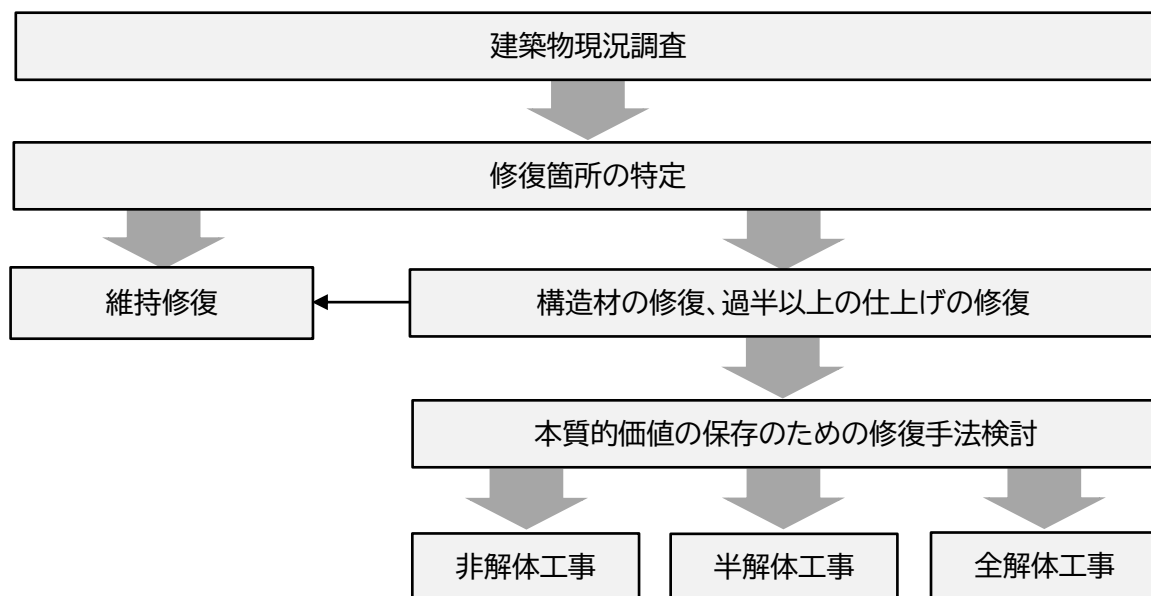 建築物現況調査
修復箇所の特定
維持修復
構造材の修復、過半以上の仕上げの修復
本質的価値の保存のための修復手法検討
非解体工事
半解体工事
全解体工事